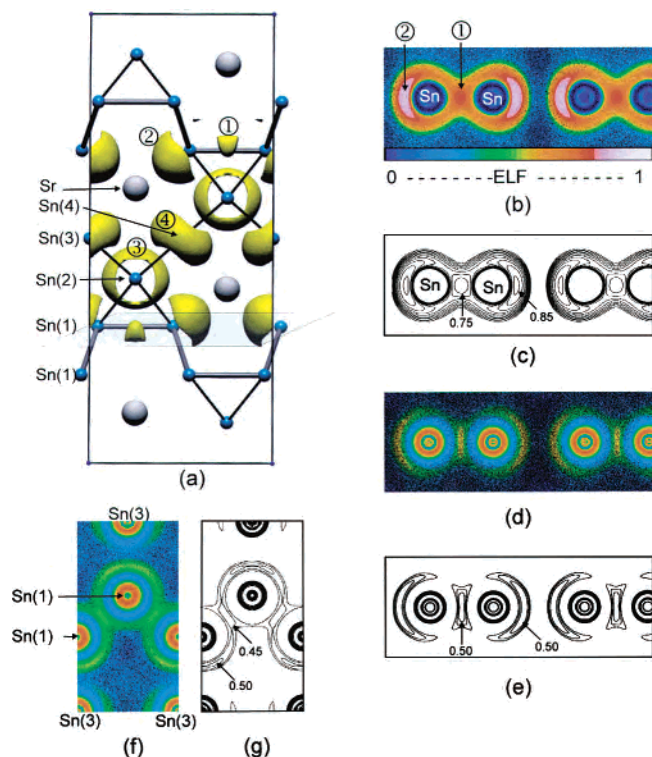 ② ①
Sn Sn
0 - - - - - - - -ELF - - - - - - - - 1
(b)
② ①
Sr
Sn(4)
④
Sn(3)
③
Sn(2)
Sn(1)
Sn(1)
(a)
Sn Sn
0.75
0.85
(c)
(d)
Sn(3)
Sn(1)
Sn(1)
Sn(3) Sn(3)
(f)
0.45
0.50
(g)
0.50
0.50
(e)